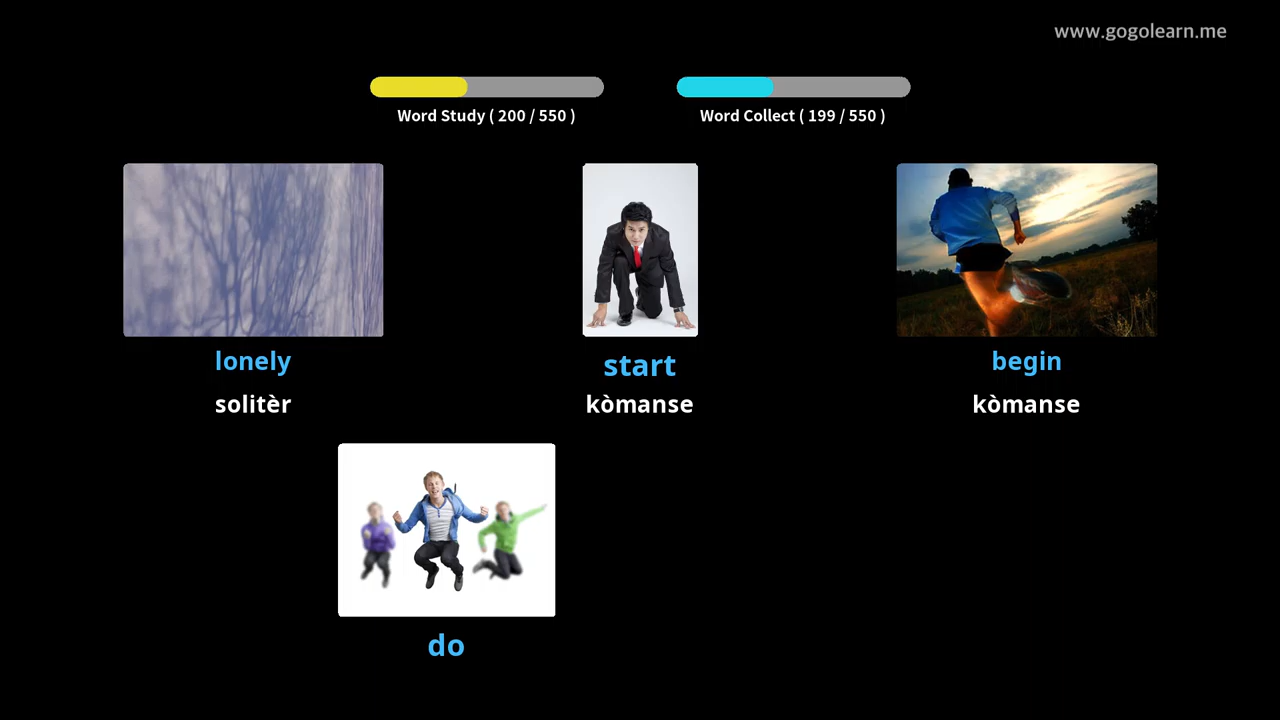 www.gogolearn.me
Word Study ( 200 / 550 )
Word Collect ( 199 / 550 )
lonely
start
begin
solitèr
kòmanse
kòmanse
do